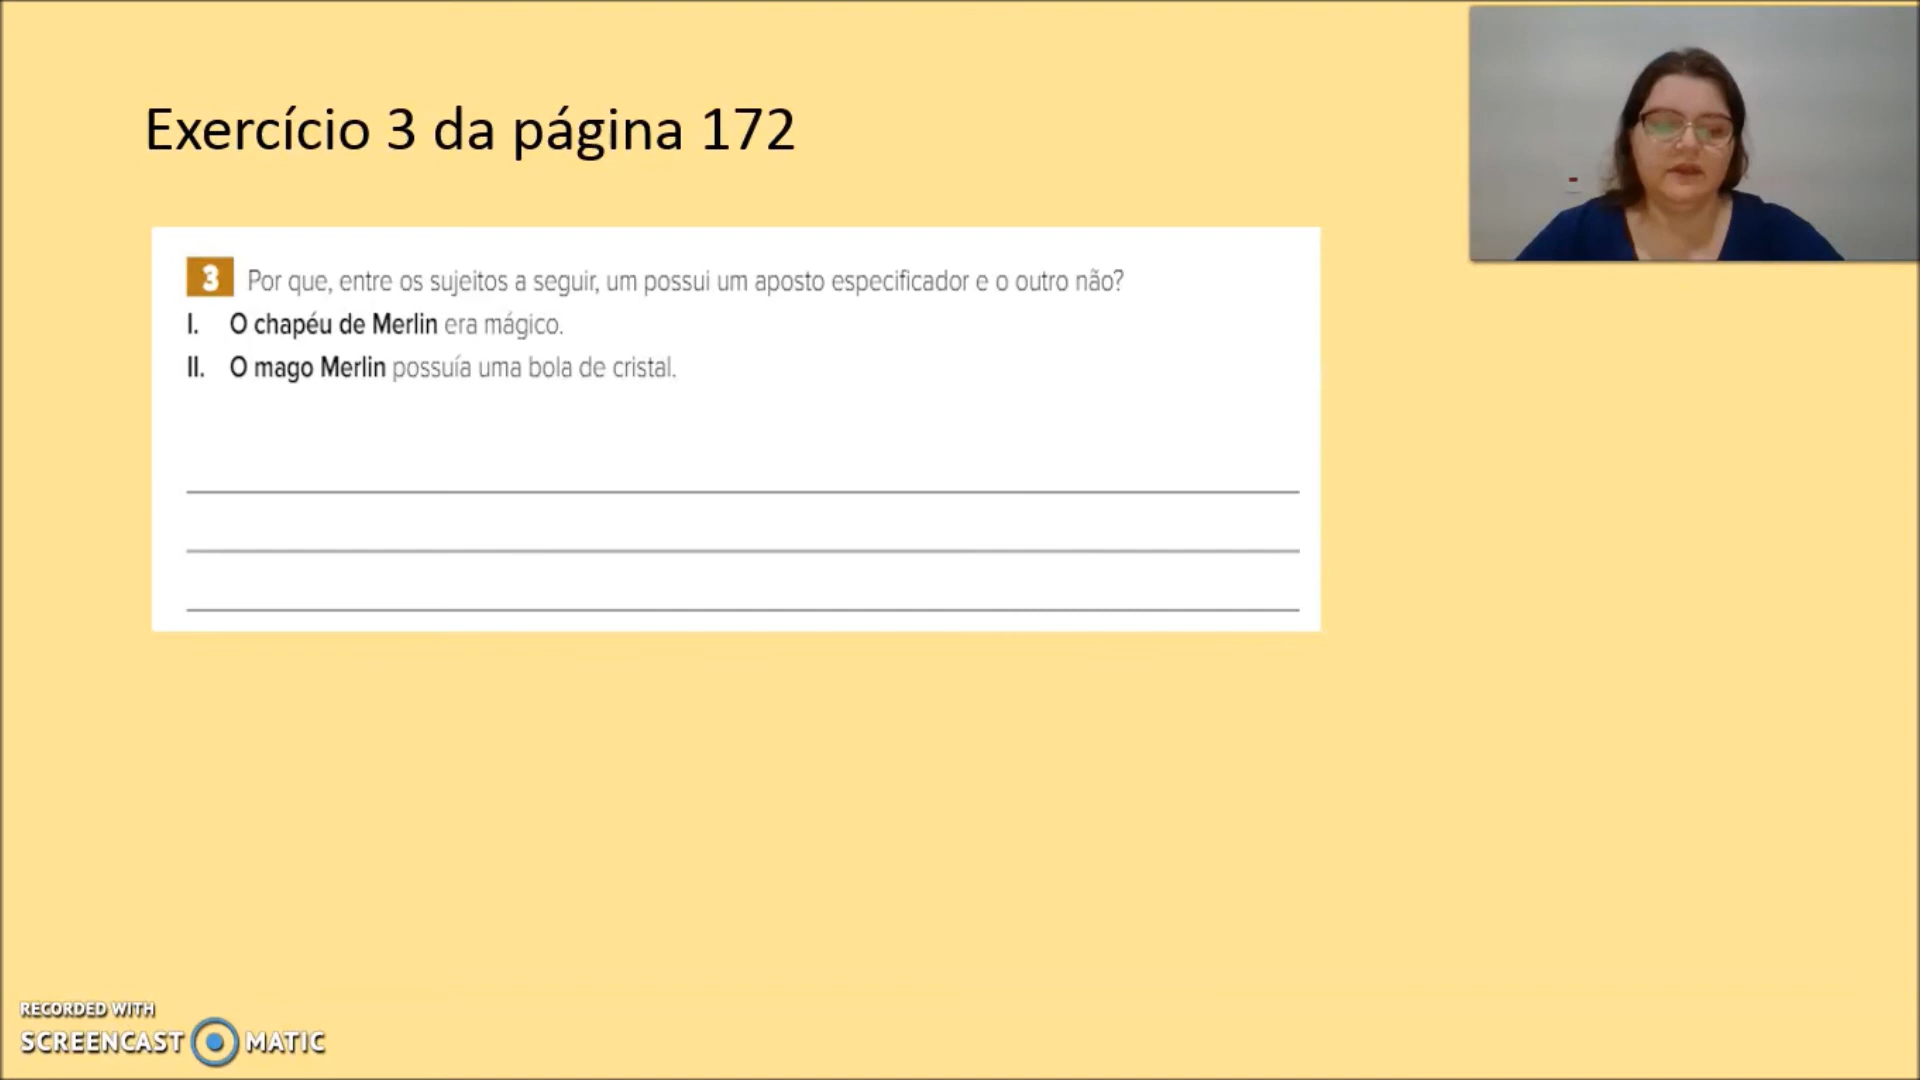 Exercício 3 da página 172
3 Por que, entre os sujeitos a seguir, um possui um aposto especificador e o outro não?
I. O chapéu de Merlin era mágico.
II. O mago Merlin possuía uma bola de cristal.
RECORDED WITH
SCREENCAST MATIC